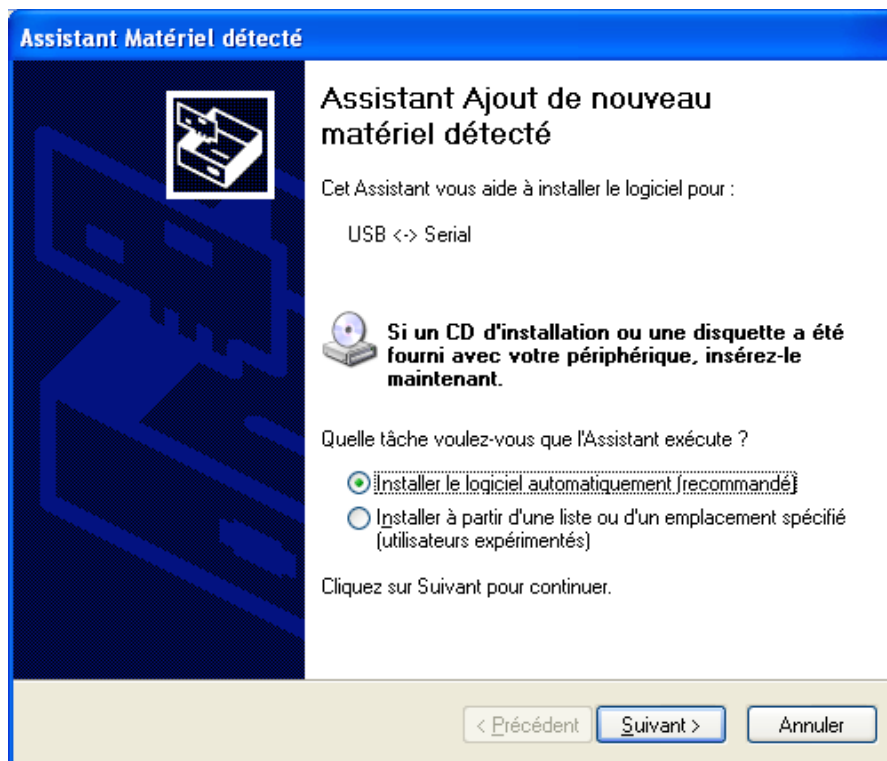 Assistant Matériel détecté
Assistant Ajout de nouveau
matériel détecté
Cet Assistant vous aide à installer le logiciel pour :
USB <-> Serial
Si un CD d'installation ou une disquette a été
fourni avec votre périphérique, insérez-le
maintenant.
Quelle tâche voulez-vous que l'Assistant exécute ?
Installer le logiciel automatiquement (recommandé)
Installer à partir d'une liste ou d'un emplacement spécifié
(utilisateurs expérimentés)
Cliquez sur Suivant pour continuer.
< Précédent
Suivant >
Annuler